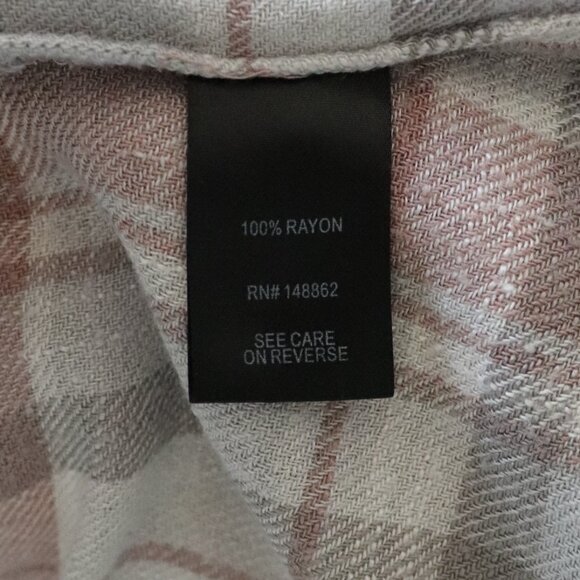 100% RAYON
RN# 148862
SEE CARE
ON REVERSE